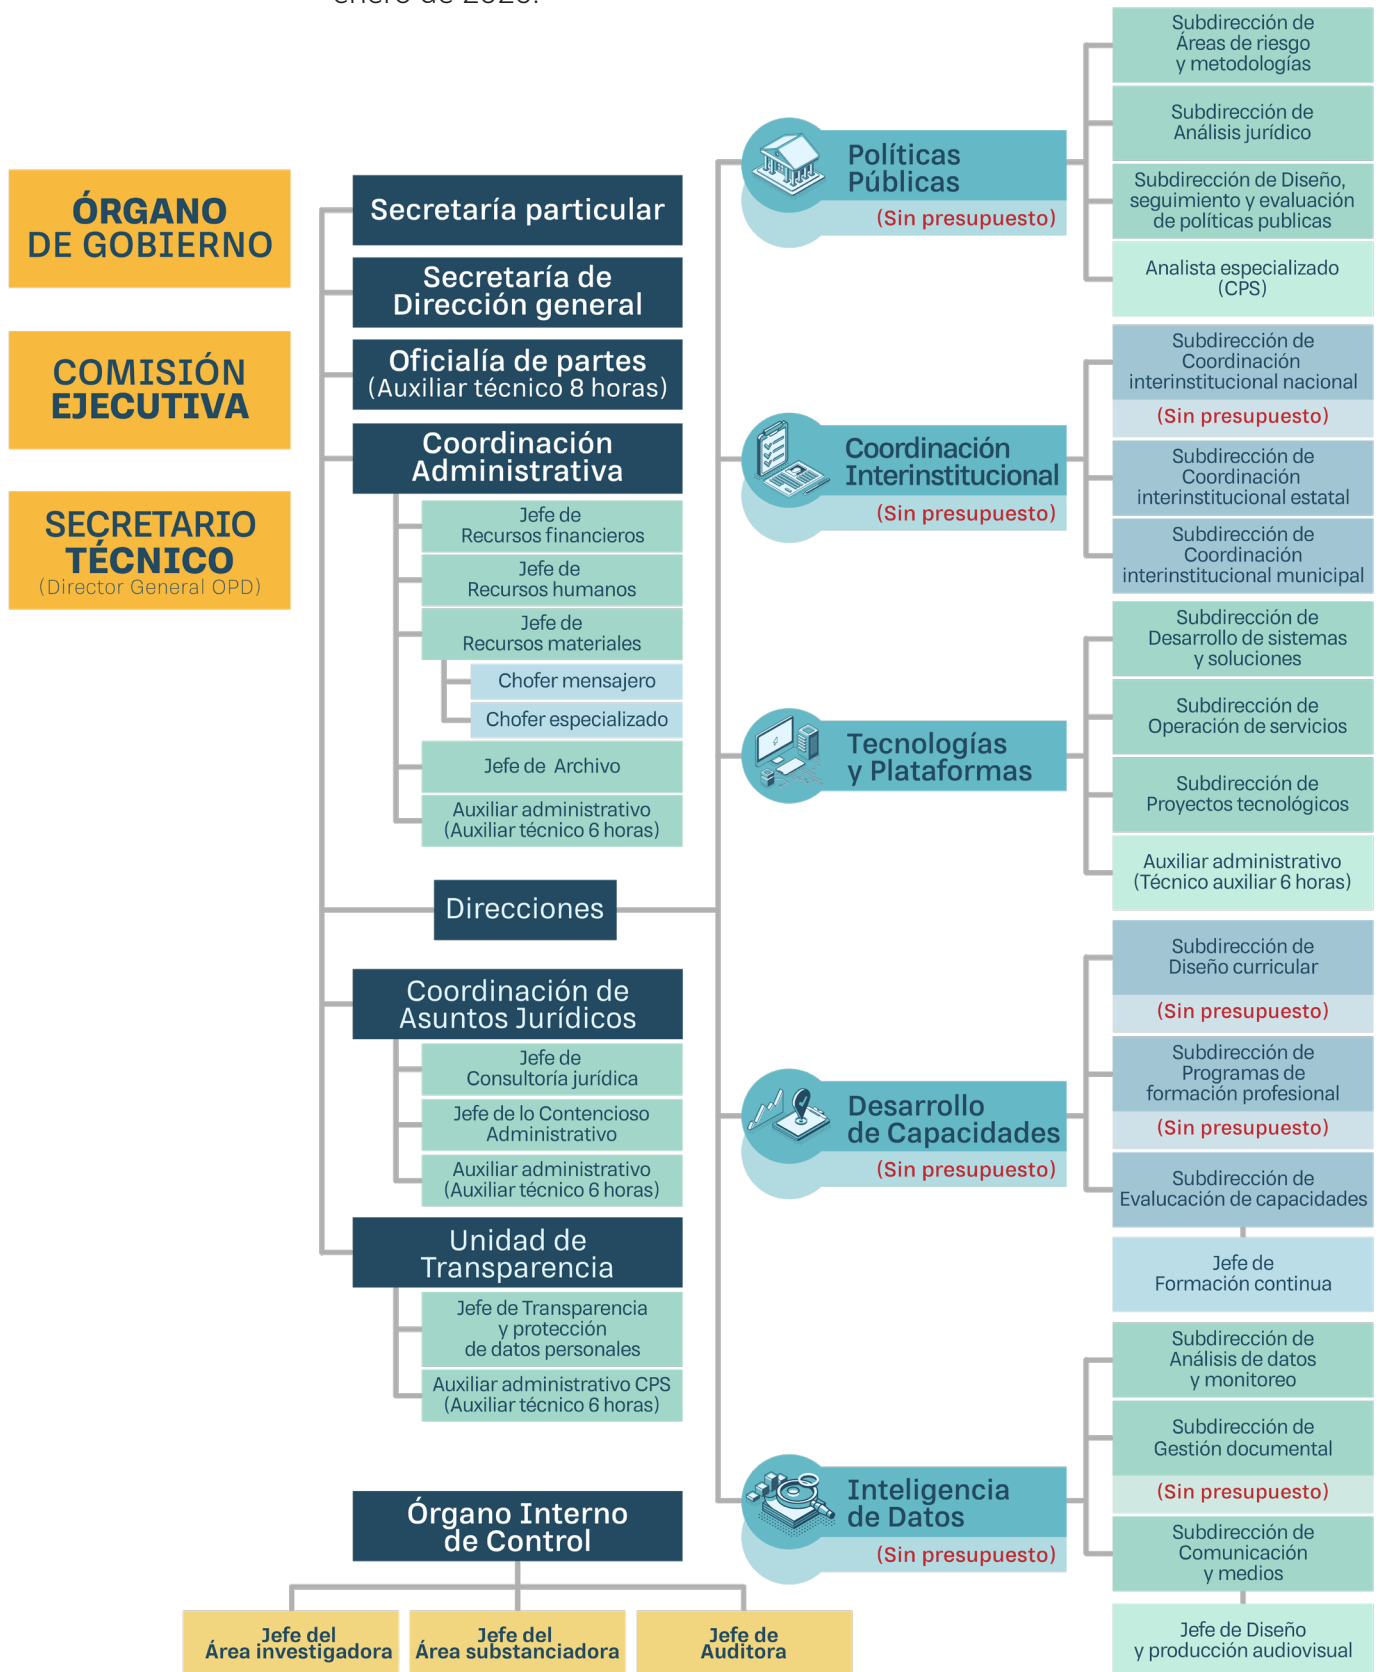 enero de 2020.
ÓRGANO
DE GOBIERNO
COMISIÓN
EJECUTIVA
SECRETARIO
TÉCNICO
(Director General OPD)
Secretaría particular
Secretaría de
Dirección general
Oficialía de partes
(Auxiliar técnico 8 horas)
Coordinación
Administrativa
Jefe de
Recursos financieros
Jefe de
Recursos humanos
Jefe de
Recursos materiales
Chofer mensajero
Chofer especializado
Jefe de Archivo
Auxiliar administrativo
(Auxiliar técnico 6 horas)
Direcciones
Coordinación de
Asuntos Jurídicos
Jefe de
Consultoría jurídica
Jefe de lo Contencioso
Administrativo
Auxiliar administrativo
(Auxiliar técnico 6 horas)
Unidad de
Transparencia
Jefe de Transparencia
y protección
de datos personales
Auxiliar administrativo CPS
(Auxiliar técnico 6 horas)
Órgano Interno
de Control
Jefe del
Área investigadora
Jefe del
Área substanciadora
Jefe de
Auditora
Políticas
Públicas
(Sin presupuesto)
Subdirección de
Áreas de riesgo
y metodologías
Subdirección de
Análisis jurídico
Subdirección de Diseño,
seguimiento y evaluación
de políticas publicas
Analista especializado
(CPS)
Coordinación
Interinstitucional
(Sin presupuesto)
Subdirección de
Coordinación
interinstitucional nacional
(Sin presupuesto)
Subdirección de
Coordinación
interinstitucional estatal
Subdirección de
Coordinación
interinstitucional municipal
Tecnologías
y Plataformas
Subdirección de
Desarrollo de sistemas
y soluciones
Subdirección de
Operación de servicios
Subdirección de
Proyectos tecnológicos
Auxiliar administrativo
(Técnico auxiliar 6 horas)
Desarrollo
de Capacidades
(Sin presupuesto)
Subdirección de
Diseño curricular
(Sin presupuesto)
Subdirección de
Programas de
formación profesional
(Sin presupuesto)
Subdirección de
Evalucación de capacidades
Jefe de
Formación continua
Inteligencia
de Datos
(Sin presupuesto)
Subdirección de
Análisis de datos
y monitoreo
Subdirección de
Gestión documental
(Sin presupuesto)
Subdirección de
Comunicación
y medios
Jefe de Diseño
y producción audiovisual